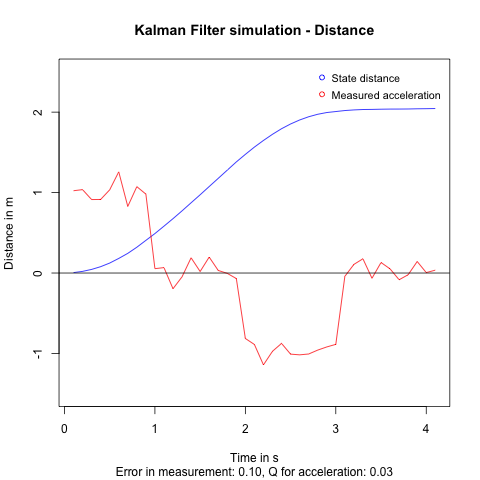 Kalman Filter simulation - Distance
State distance
Measured acceleration
Distance in m
2
1
0
-1
0 1 2 3 4
Time in s
Error in measurement: 0.10, Q for acceleration: 0.03